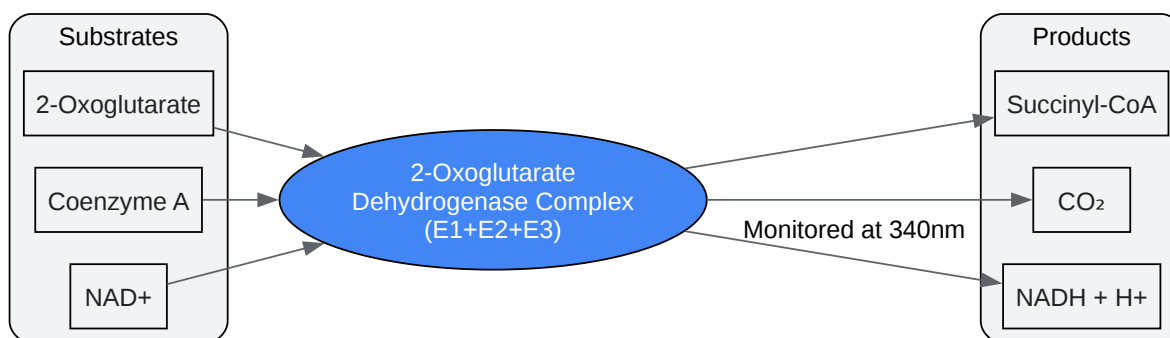 Substrates
2-Oxoglutarate
Coenzyme A
NAD+
2-Oxoglutarate
Dehydrogenase Complex
(E1+E2+E3)
Monitored at 340nm
Products
Succinyl-CoA
CO₂
NADH + H+